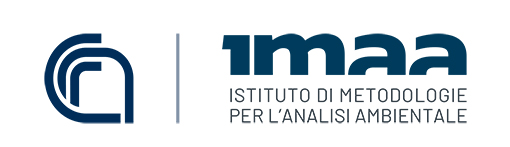 imaa
ISTITUTO DI METODOLOGIE
PER L'ANALISI AMBIENTALE